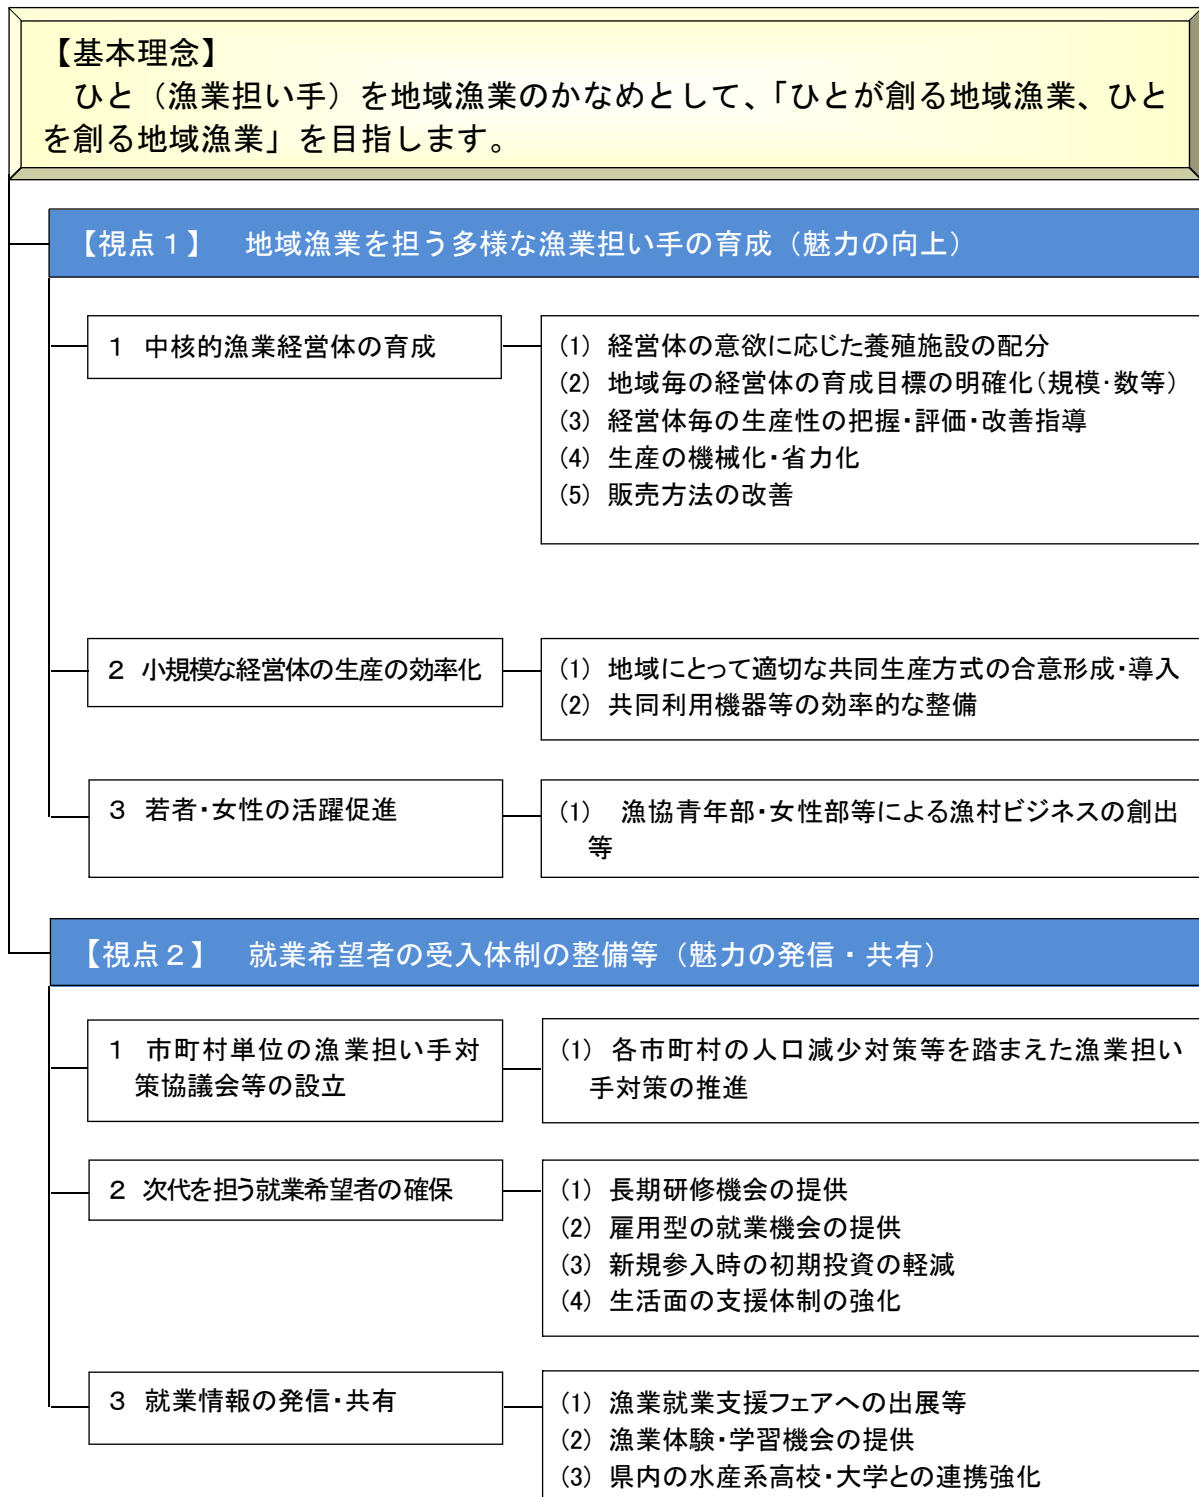 【基本理念】
ひと（漁業担い手）を地域漁業のかなめとして、「ひとが創る地域漁業、ひと
を創る地域漁業」を目指します。
【視点１】　地域漁業を担う多様な漁業担い手の育成（魅力の向上）
１ 中核的漁業経営体の育成
(1) 経営体の意欲に応じた養殖施設の配分
(2) 地域毎の経営体の育成目標の明確化（規模・数等）
(3) 経営体毎の生産性の把握・評価・改善指導
(4) 生産の機械化・省力化
(5) 販売方法の改善
２ 小規模な経営体の生産の効率化
(1) 地域にとって適切な共同生産方式の合意形成・導入
(2) 共同利用機器等の効率的な整備
３ 若者・女性の活躍促進
(1)　漁協青年部・女性部等による漁村ビジネスの創出
等
【視点２】　就業希望者の受入体制の整備等（魅力の発信・共有）
１ 市町村単位の漁業担い手対
策協議会等の設立
(1) 各市町村の人口減少対策等を踏まえた漁業担い
手対策の推進
２ 次代を担う就業希望者の確保
(1) 長期研修機会の提供
(2) 雇用型の就業機会の提供
(3) 新規参入時の初期投資の軽減
(4) 生活面の支援体制の強化
３ 就業情報の発信・共有
(1) 漁業就業支援フェアへの出展等
(2) 漁業体験・学習機会の提供
(3) 県内の水産系高校・大学との連携強化